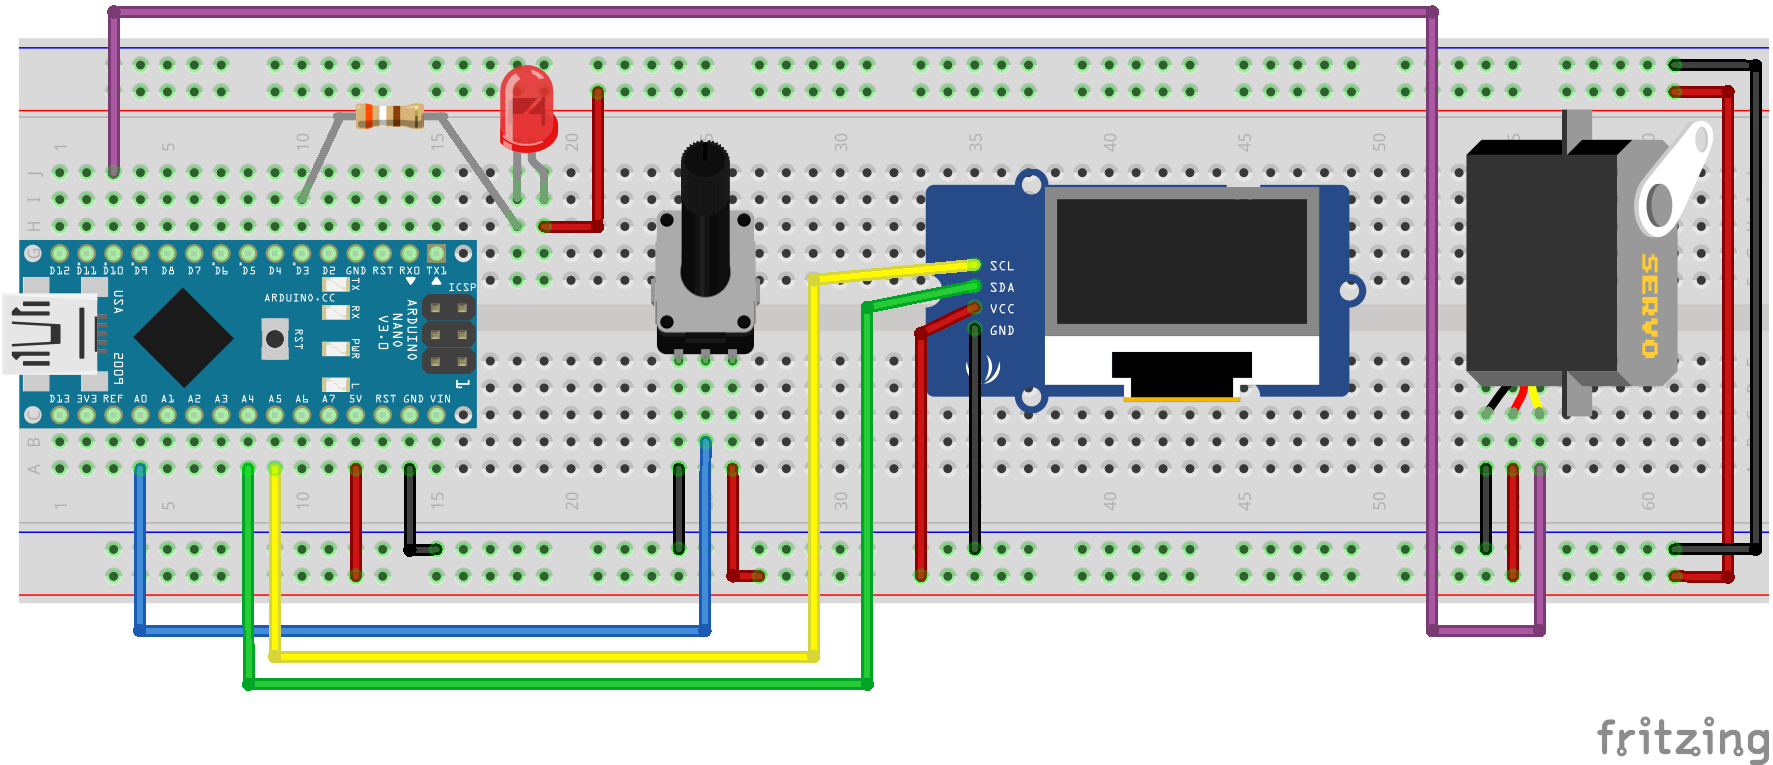 1 5 10 15 20 25 30 35 40 45 50 55 60
J
I
H
G
D12 D11 D10 D9 D8 D7 D6 D5 D4 D3 D2 GND RST RX0 TX1
USA
2009
ARDUINO.CC
RST
TX
RX
PWR
L
ARDUINO
NANO
V3.0
ICSP
1
D13 3V3 REF A0 A1 A2 A3 A4 A5 A6 A7 5V RST GND VIN
C
B
A
1 5 10 15 30 35 40 45 50 60
SCL
SDA
VCC
GND
SERVO
fritzing